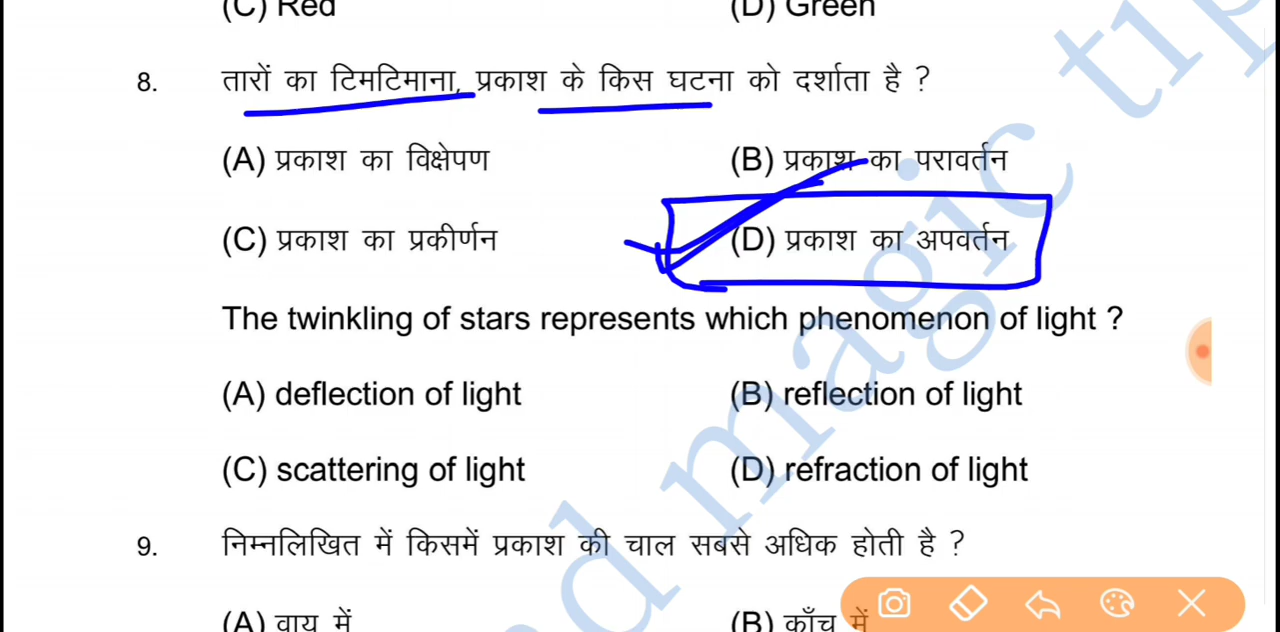 (C) Red (D) Green
8. तारों का टिमटिमाना, प्रकाश के किस घटना को दर्शाता है ?
(A) प्रकाश का विक्षेपण (B) प्रकाश का परावर्तन
(C) प्रकाश का प्रकीर्णन (D) प्रकाश का अपवर्तन
The twinkling of stars represents which phenomenon of light ?
(A) deflection of light (B) reflection of light
(C) scattering of light (D) refraction of light
9. निम्नलिखित में किसमें प्रकाश की चाल सबसे अधिक होती है ?
(A) वायु में (B) काँच में
magic tip